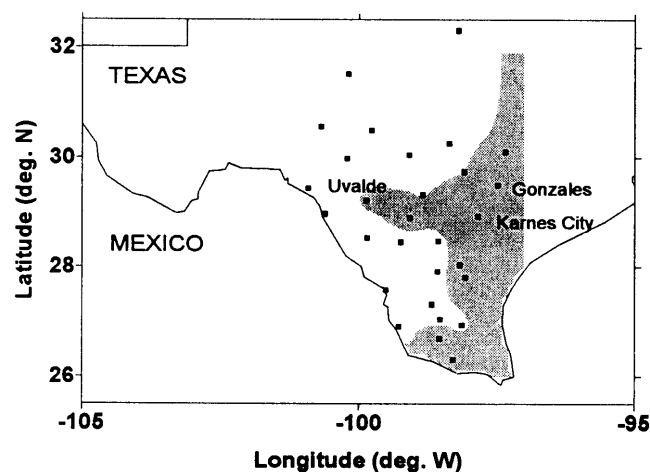 32
TEXAS
30
Uvalde
Gonzales
Karnes City
MEXICO
28
26
-105
-100
-95
Latitude (deg. N)
Longitude (deg. W)